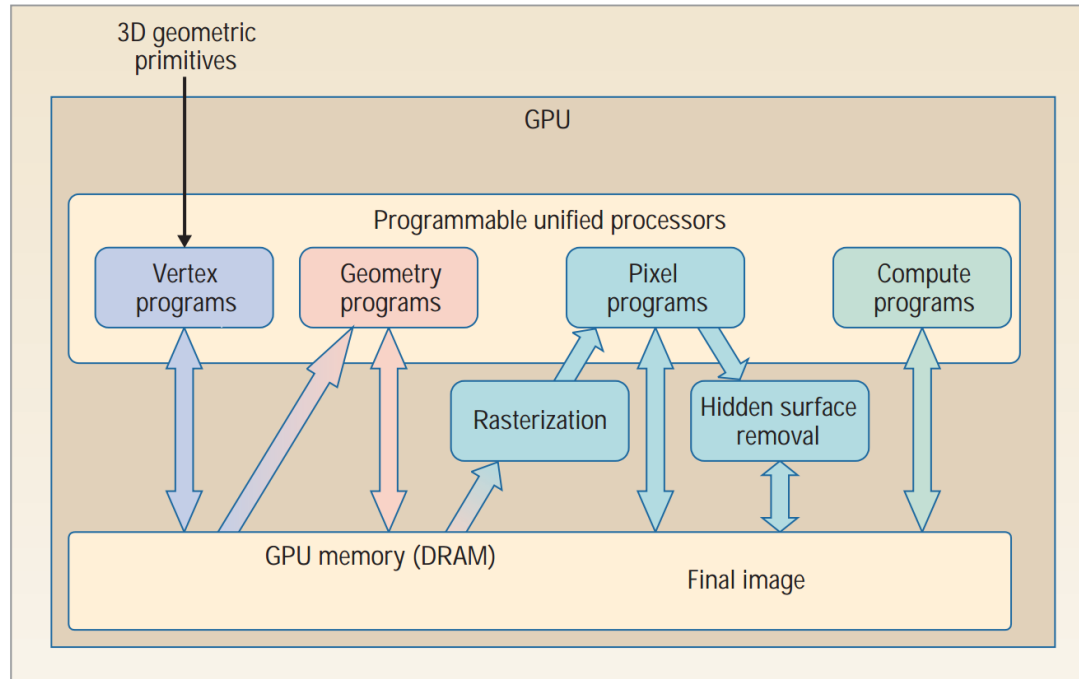 3D geometric
primitives
GPU
Programmable unified processors
Vertex
programs
Geometry
programs
Pixel
programs
Compute
programs
Rasterization
Hidden surface
removal
GPU memory (DRAM)
Final image